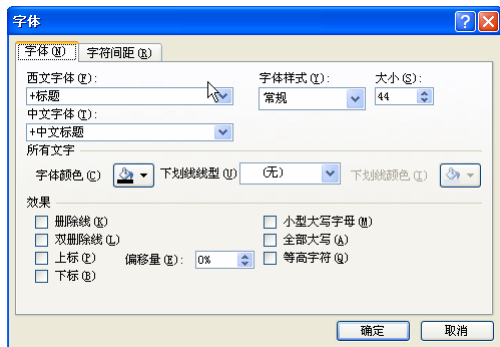 字体
字体(N) 字符间距(R)
西文字体(F): 字体样式(Y): 大小(S):
+标题 常规 44
中文字体(T):
+中文标题
所有文字
字体颜色(C) 下划线线型(U) (无) 下划线颜色(I)
效果
删除线(K) 小型大写字母(M)
双删除线(L) 全部大写(A)
上标(P) 偏移量(E): 0% 等高字符(Q)
下标(B)
确定 取消